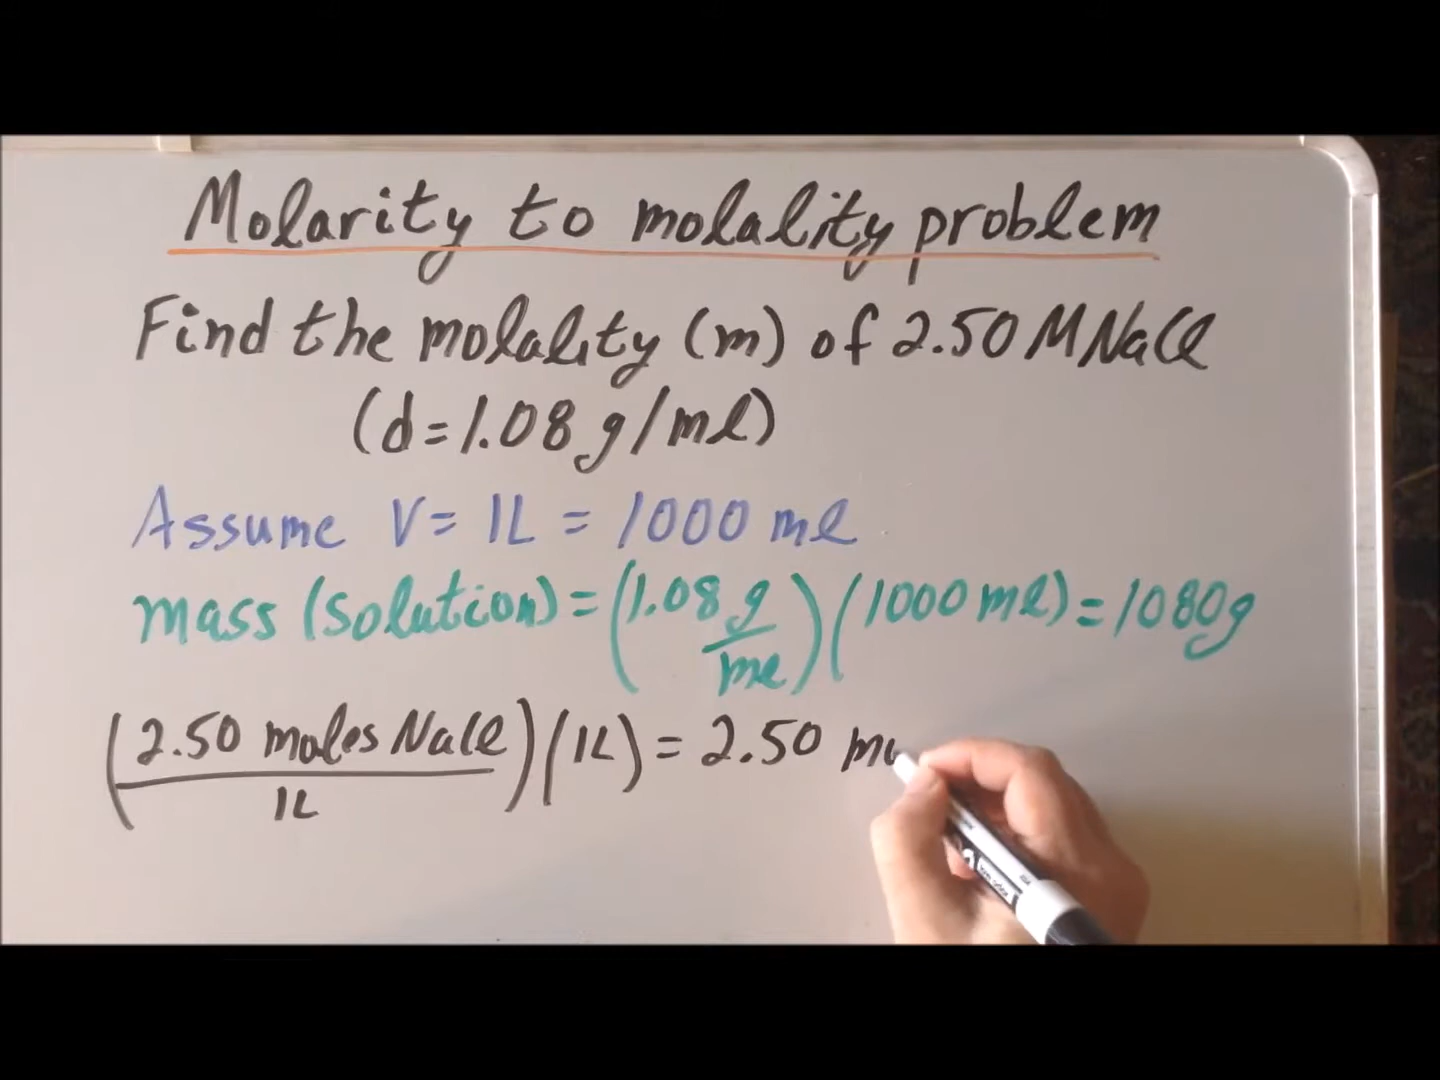 Molarity to molality problem
Find the molality (m) of 2.50 M NaCl
(d=1.08 g/ml)
Assume V= 1L = 1000 ml
mass (solution) = (1.08 g/ml)(1000 ml) = 1080g
(2.50 moles NaCl/1L)(1L) = 2.50 mo